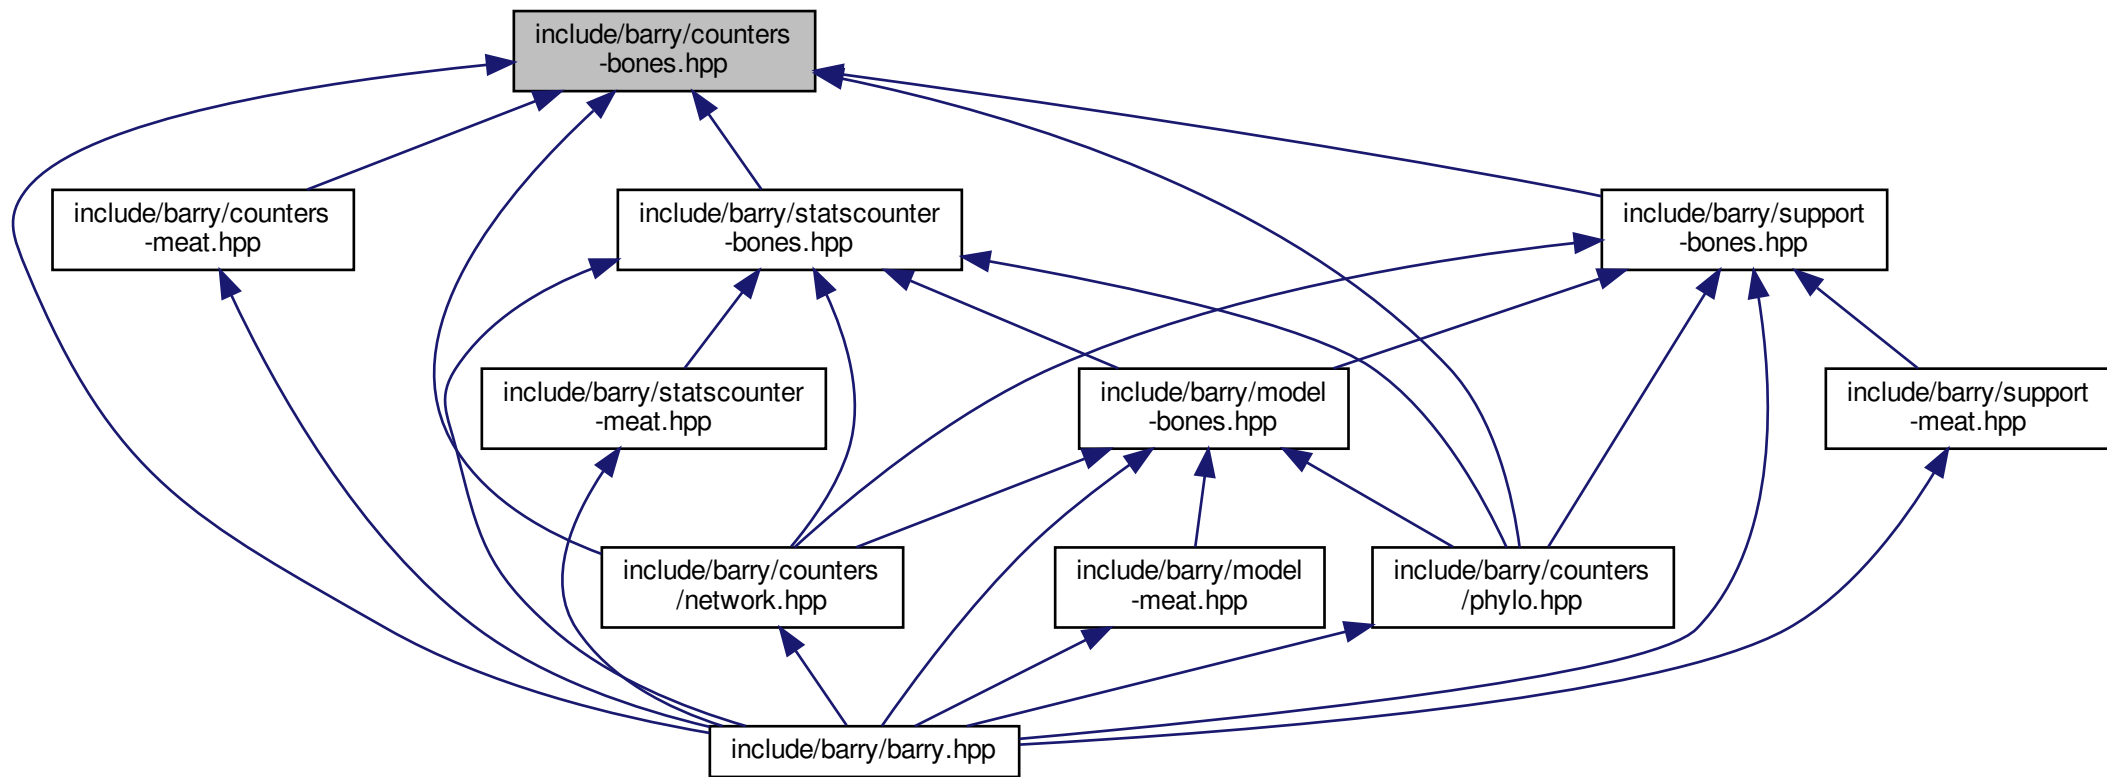 include/barry/counters
-bones.hpp
include/barry/counters
-meat.hpp
include/barry/statscounter
-bones.hpp
include/barry/support
-bones.hpp
include/barry/statscounter
-meat.hpp
include/barry/model
-bones.hpp
include/barry/support
-meat.hpp
include/barry/counters
/network.hpp
include/barry/model
-meat.hpp
include/barry/counters
/phylo.hpp
include/barry/barry.hpp